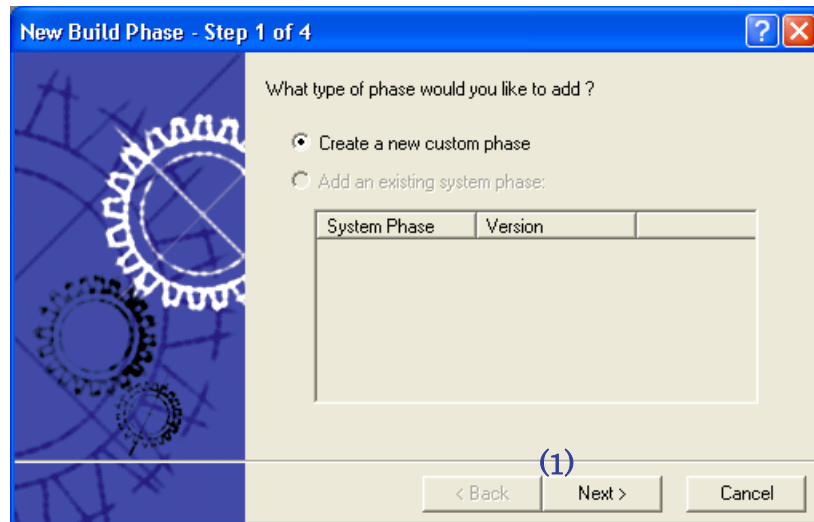 New Build Phase - Step 1 of 4
What type of phase would you like to add ?
Create a new custom phase
Add an existing system phase:
System Phase Version
(1)
< Back Next > Cancel